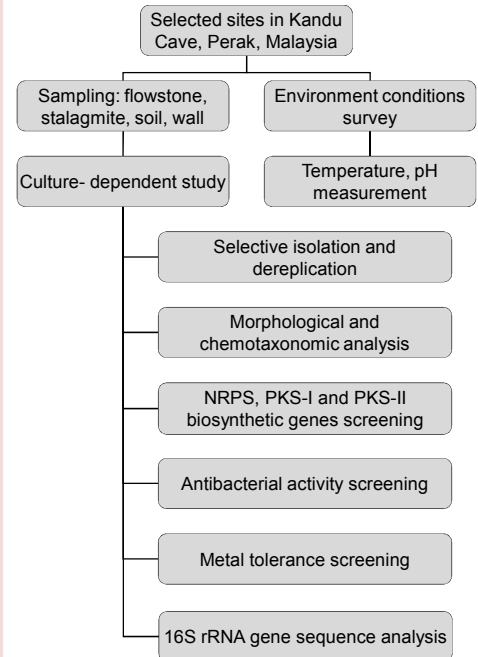 Selected sites in Kandu
Cave, Perak, Malaysia
Sampling: flowstone,
stalagmite, soil, wall
Environment conditions
survey
Culture- dependent study
Temperature, pH
measurement
Selective isolation and
dereplication
Morphological and
chemotaxonomic analysis
NRPS, PKS-I and PKS-II
biosynthetic genes screening
Antibacterial activity screening
Metal tolerance screening
16S rRNA gene sequence analysis